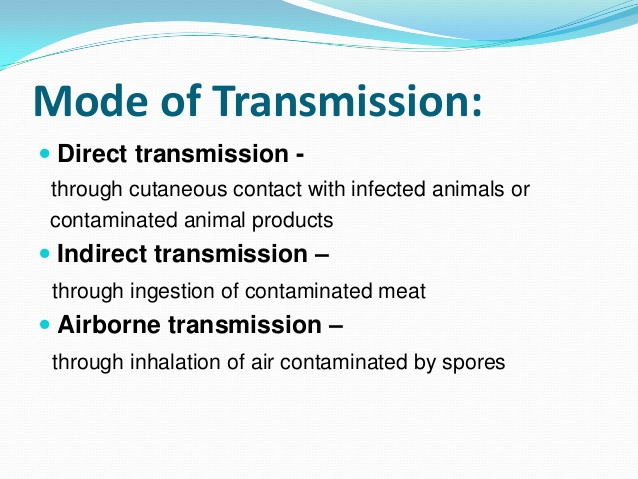 Mode of Transmission:
• Direct transmission -
through cutaneous contact with infected animals or
contaminated animal products
• Indirect transmission –
through ingestion of contaminated meat
• Airborne transmission –
through inhalation of air contaminated by spores